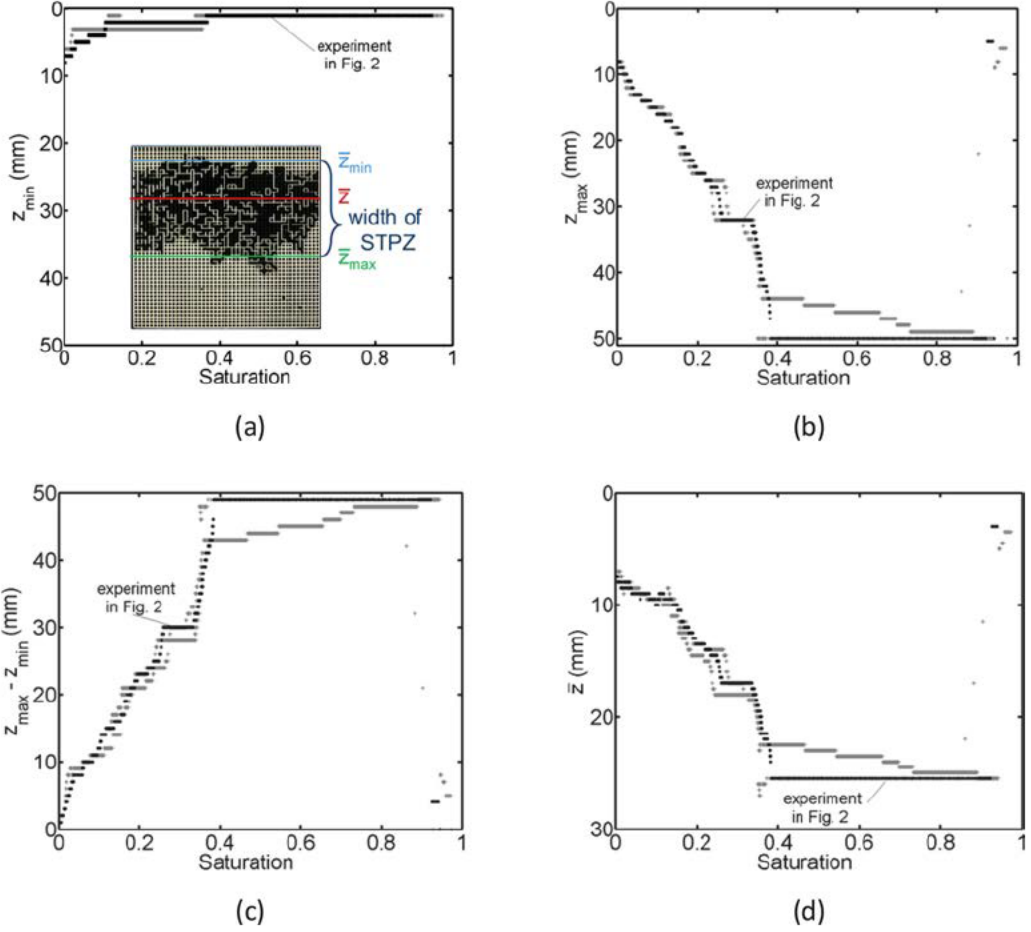 0
10
20
30
40
50
z_min (mm)
experiment
in Fig. 2
z̄_min
z̄
width of
STPZ
z̄_max
0 0.2 0.4 0.6 0.8 1
Saturation
(a)
0
10
20
30
40
50
z_max (mm)
experiment
in Fig. 2
0 0.2 0.4 0.6 0.8 1
Saturation
(b)
50
40
30
20
10
0
z_max - z_min (mm)
experiment
in Fig. 2
0 0.2 0.4 0.6 0.8 1
Saturation
(c)
0
10
20
30
z̄ (mm)
experiment
in Fig. 2
0 0.2 0.4 0.6 0.8 1
Saturation
(d)